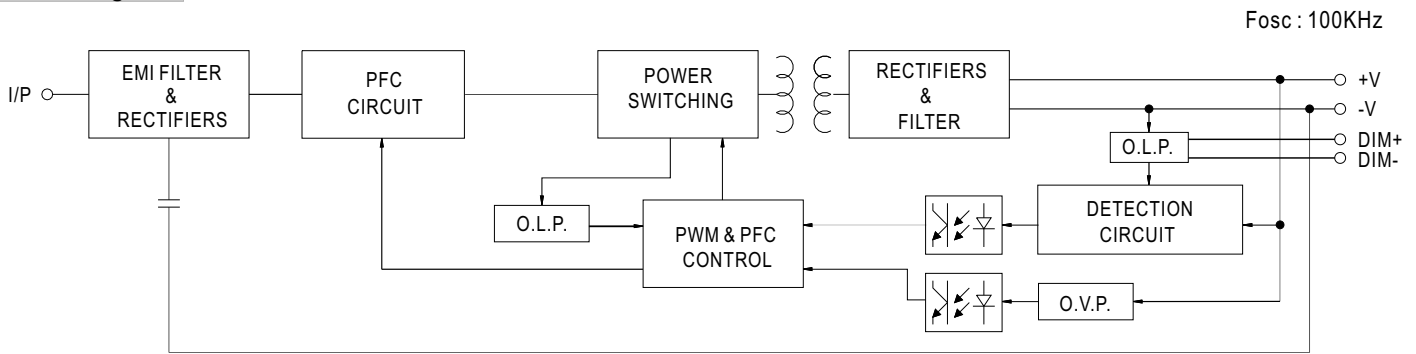 Fosc : 100KHz
I/P
EMI FILTER
&
RECTIFIERS
PFC
CIRCUIT
POWER
SWITCHING
RECTIFIERS
&
FILTER
+V
-V
DIM+
DIM-
O.L.P.
DETECTION
CIRCUIT
O.L.P.
PWM & PFC
CONTROL
O.V.P.